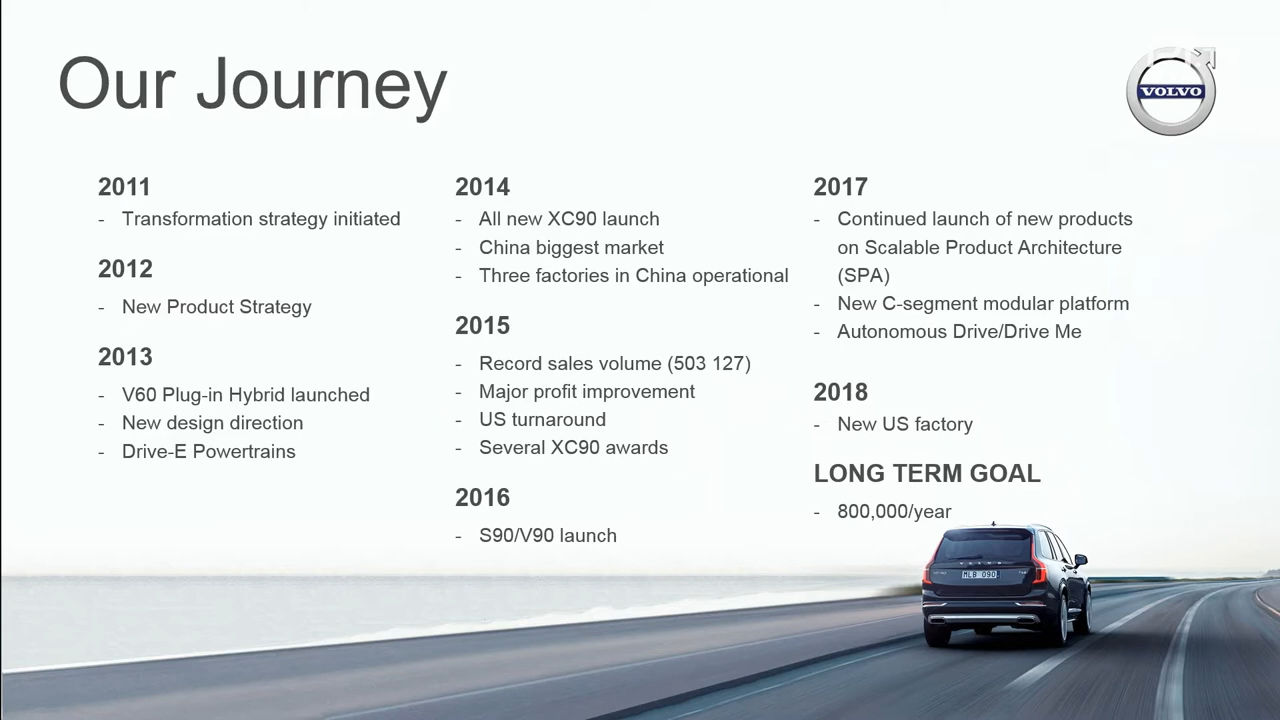 Our Journey
VOLVO
2011
- Transformation strategy initiated
2012
- New Product Strategy
2013
- V60 Plug-in Hybrid launched
- New design direction
- Drive-E Powertrains
2014
- All new XC90 launch
- China biggest market
- Three factories in China operational
2015
- Record sales volume (503 127)
- Major profit improvement
- US turnaround
- Several XC90 awards
2016
- S90/V90 launch
2017
- Continued launch of new products
on Scalable Product Architecture
(SPA)
- New C-segment modular platform
- Autonomous Drive/Drive Me
2018
- New US factory
LONG TERM GOAL
- 800,000/year
VOLVO
MLB 090